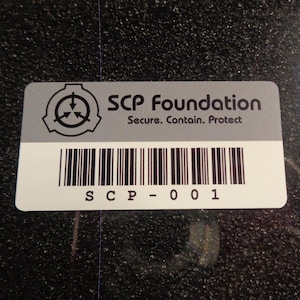 SCP Foundation
Secure. Contain. Protect
SCP-001